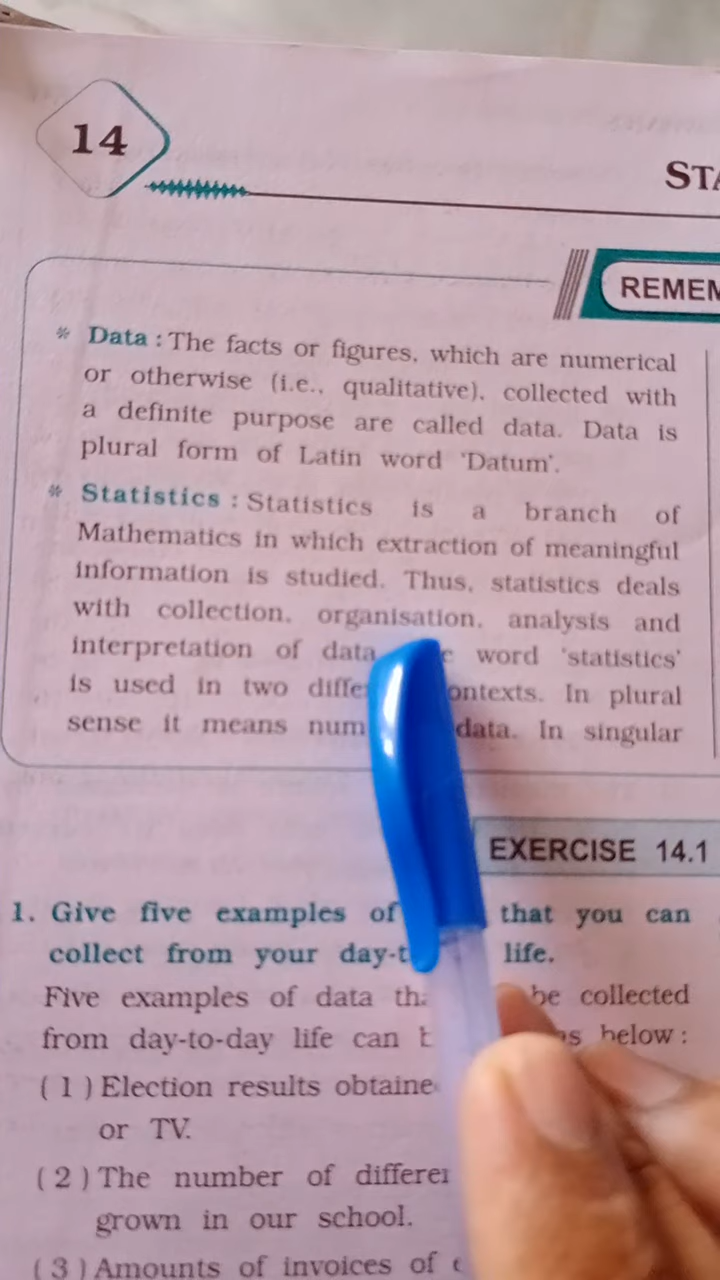 14
REMEM
* Data : The facts or figures, which are numerical
or otherwise (i.e., qualitative), collected with
a definite purpose are called data. Data is
plural form of Latin word 'Datum'.
* Statistics : Statistics is a branch of
Mathematics in which extraction of meaningful
information is studied. Thus, statistics deals
with collection, organisation, analysis and
interpretation of data word 'statistics'
is used in two In plural
sense it means data. In singular
EXERCISE 14.1
1. Give five examples of that you can
collect from your life.
Five examples of data be collected
from day-to-day life can below :
( 1 ) Election results
or TV.
( 2 ) The number of
grown in our school.
( 3 ) Amounts of invoices of